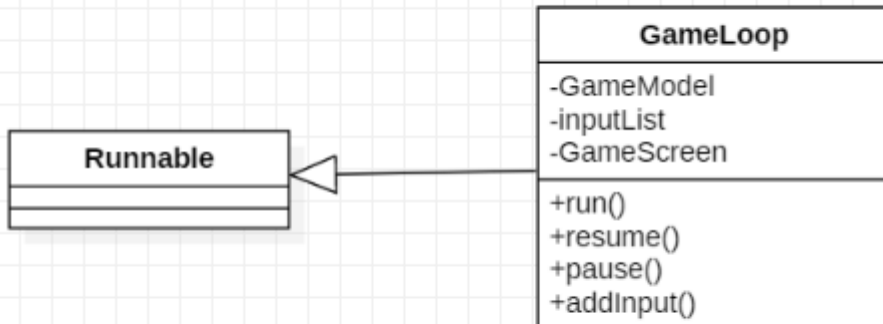 Runnable
GameLoop
-GameModel
-inputList
-GameScreen
+run()
+resume()
+pause()
+addInput()